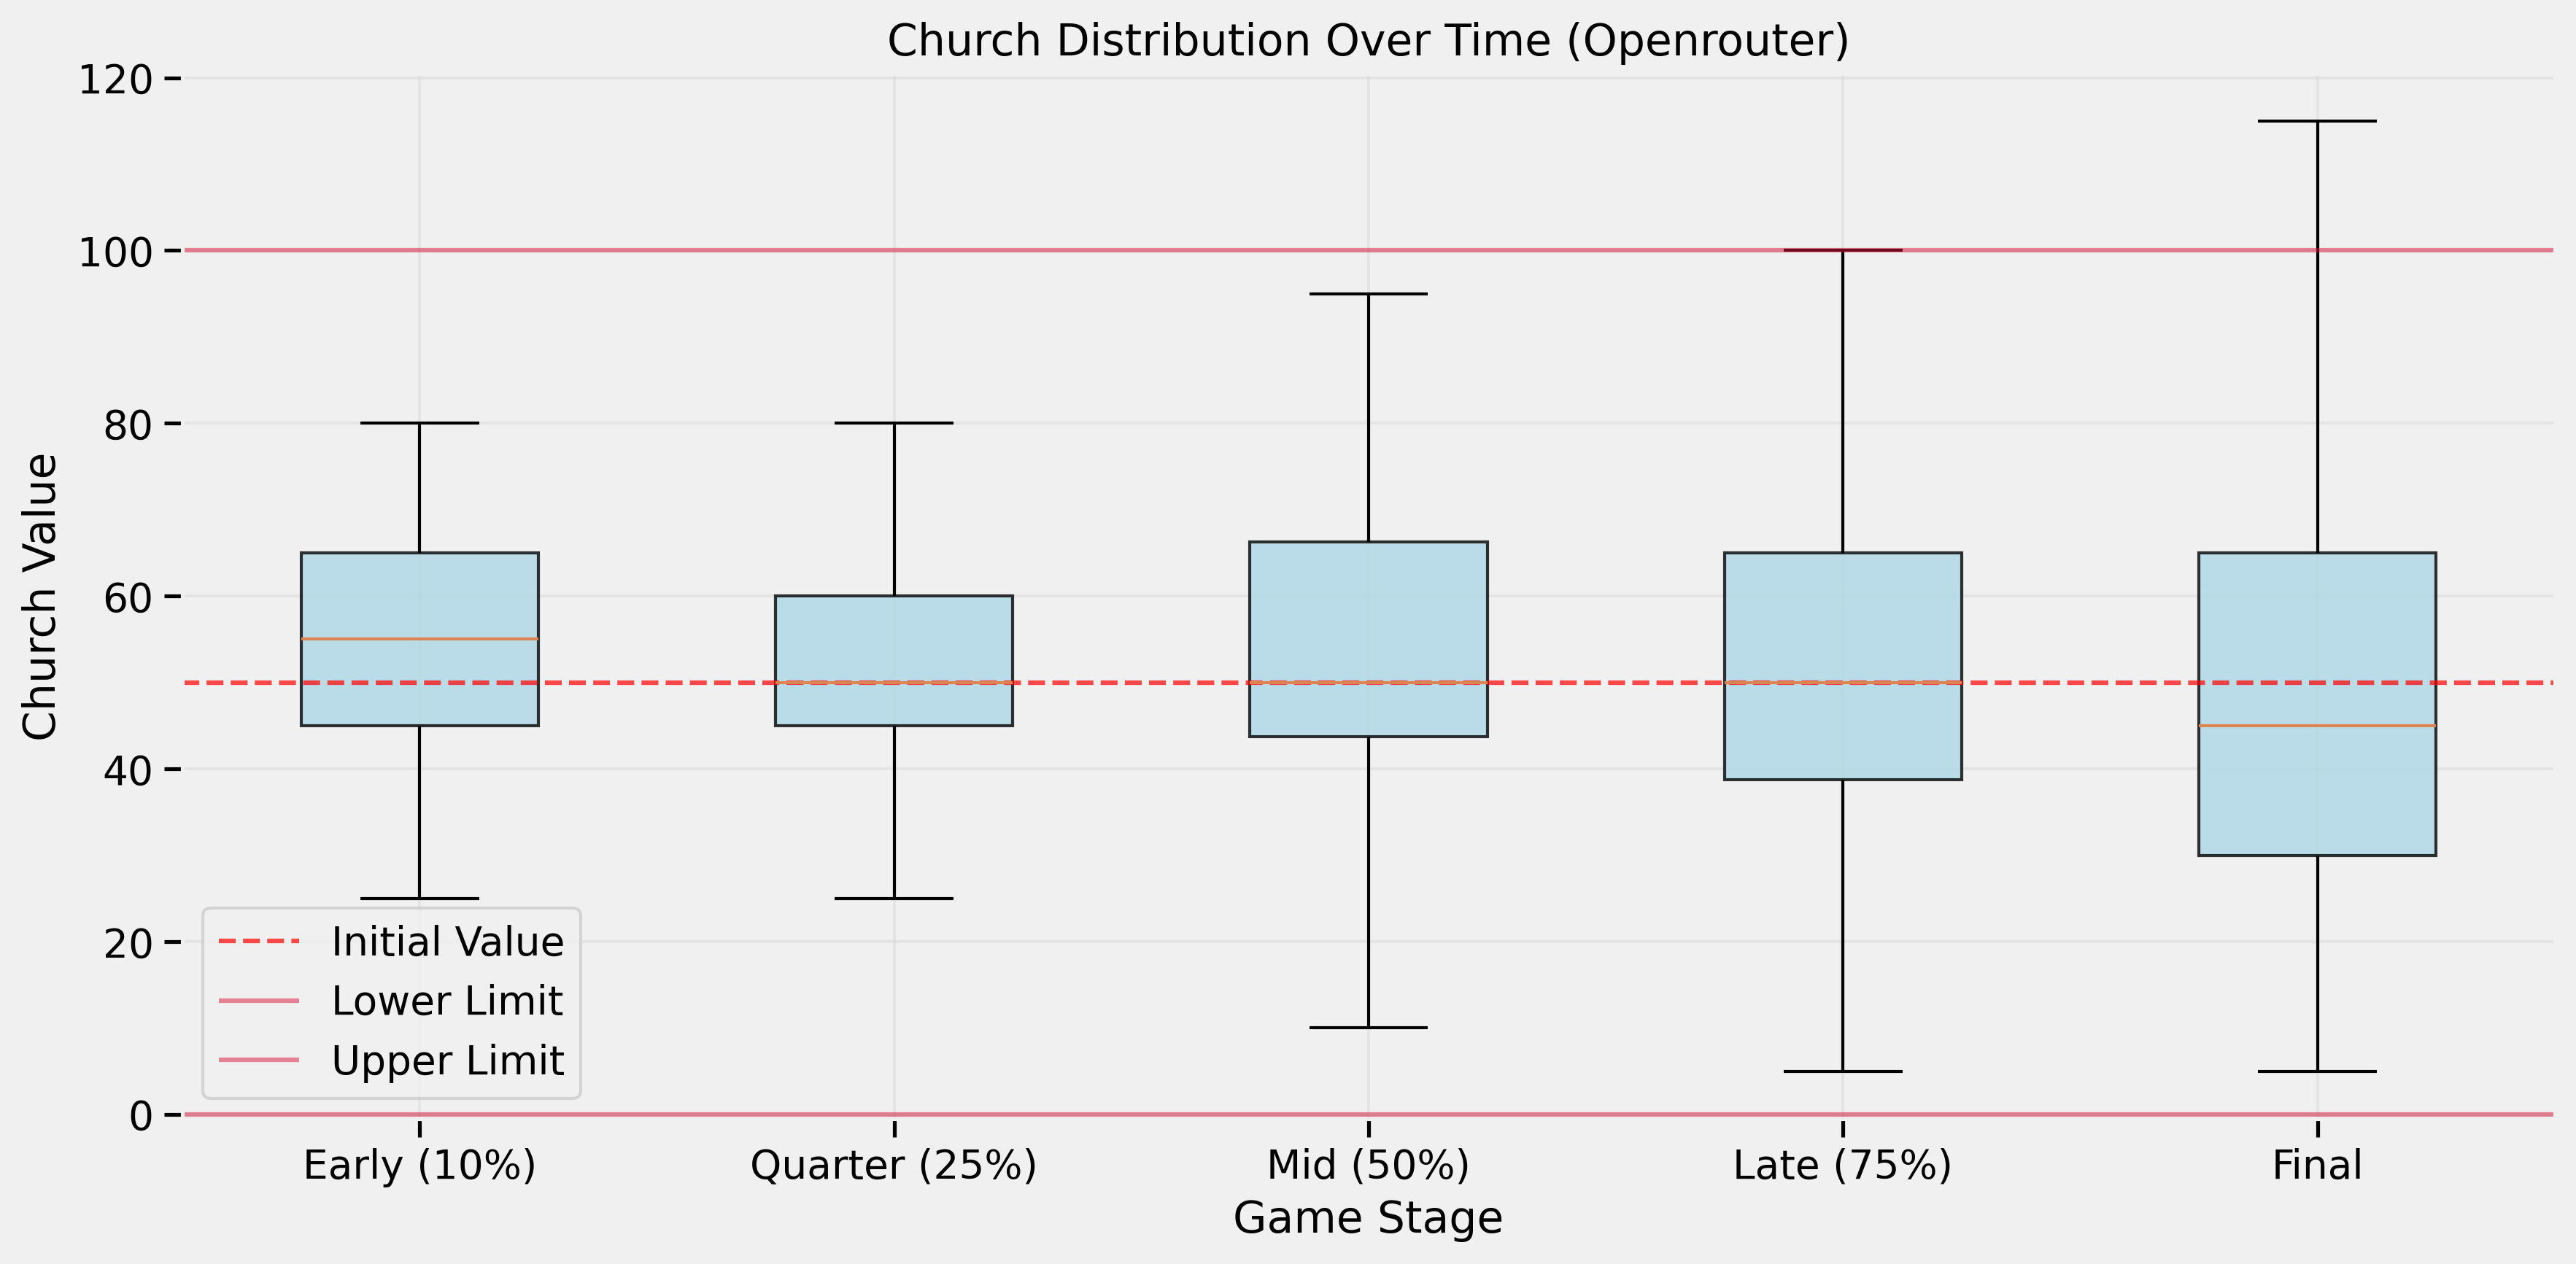 Church Distribution Over Time (Openrouter)
Church Value
120
100
80
60
40
20
0
Initial Value
Lower Limit
Upper Limit
Early (10%)
Quarter (25%)
Mid (50%)
Late (75%)
Final
Game Stage